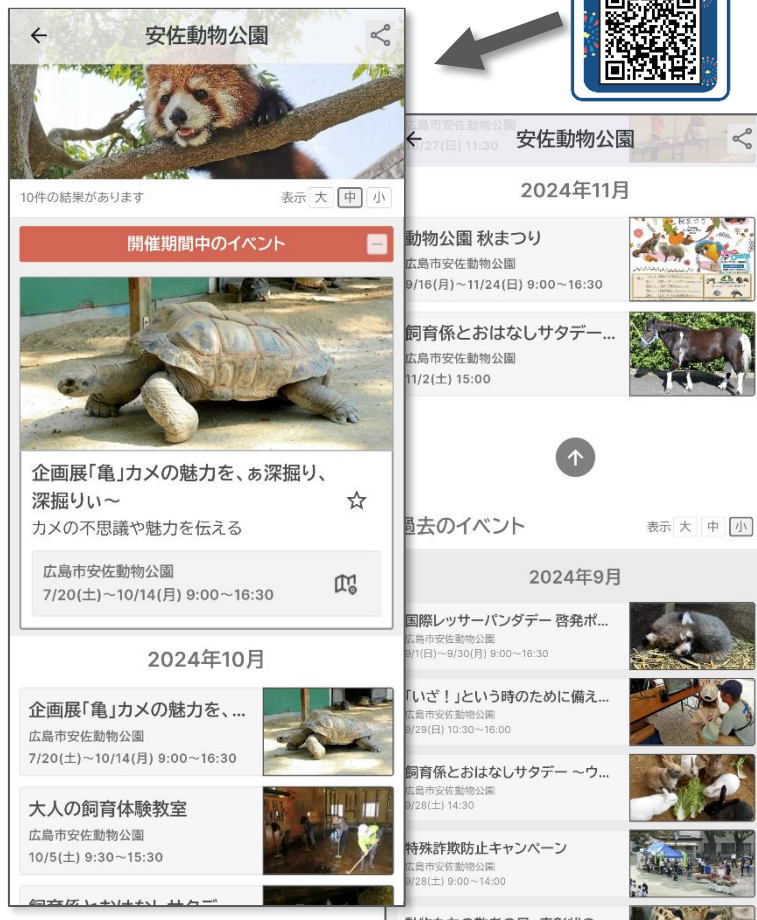 安佐動物公園
10件の結果があります
表示 大 中 小
開催期間中のイベント
企画展「亀」カメの魅力を、ぁ深掘り、
深掘りぃ～
カメの不思議や魅力を伝える
広島市安佐動物公園
7/20(土)～10/14(月) 9:00～16:30
2024年10月
企画展「亀」カメの魅力を、...
広島市安佐動物公園
7/20(土)～10/14(月) 9:00～16:30
大人の飼育体験教室
広島市安佐動物公園
10/5(土) 9:30～15:30
広島市安佐動物公園
/27(日) 11:30
安佐動物公園
2024年11月
動物公園 秋まつり
広島市安佐動物公園
9/16(月)～11/24(日) 9:00～16:30
秋まつり
飼育係とおはなしサタデー...
広島市安佐動物公園
11/2(土) 15:00
過去のイベント
表示 大 中 小
2024年9月
国際レッサーパンダデー 啓発ポ...
広島市安佐動物公園
9/1(日)～9/30(月) 9:00～16:30
「いざ！」という時のために備え...
広島市安佐動物公園
9/29(日) 10:30～16:00
飼育係とおはなしサタデー ～ウ...
広島市安佐動物公園
9/28(土) 14:30
特殊詐欺防止キャンペーン
広島市安佐動物公園
9/28(土) 9:00～14:00